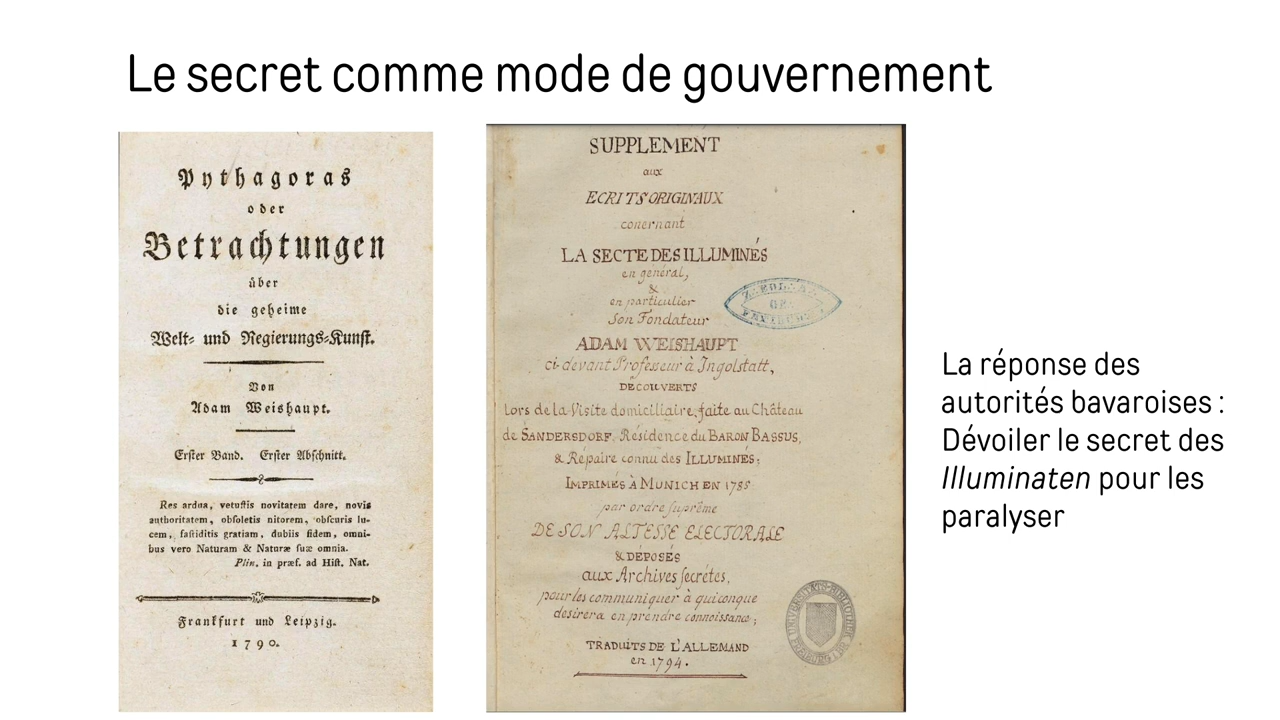 Le secret comme mode de gouvernement
Pythagoras
oder
Betrachtungen
über
die geheime
Welt- und Regierungs-Kunst.
Von
Adam Weishaupt.
Erster Band. Erster Abschnitt.
Res ardua, vetustis novitatem dare, novis
authoritatem, obsoletis nitorem, obscuris lu-
cem, fastiditis gratiam, dubiis fidem, omni-
bus vero Naturam & Naturæ suæ omnia.
Plin. in præf. ad Hist. Nat.
Frankfurt und Leipzig.
1790.
SUPPLEMENT
aux
ECRITS ORIGINAUX
conernant
LA SECTE DES ILLUMINÉS
en général,
&
en particulier
Son Fondateur
ADAM WEISHAUPT
ci-devant Professeur à Ingolstatt,
DECOUVERTS
Lors de la Visite domiciliaire, faite au Château
de SANDERSDORF, Résidence du BARON BASSUS,
& Répaire connu des ILLUMINÉS;
IMPRIMÉS À MUNICH EN 1785
par ordre suprême
DE SON ALTESSE ELECTORALE
& DEPOSÉS
aux Archives secrétes,
pour les communiquer à quiconque
desirera en prendre connoissance;
TRADUITS DE L'ALLEMAND
en 1794.
La réponse des
autorités bavaroises :
Dévoiler le secret des
Illuminaten pour les
paralyser